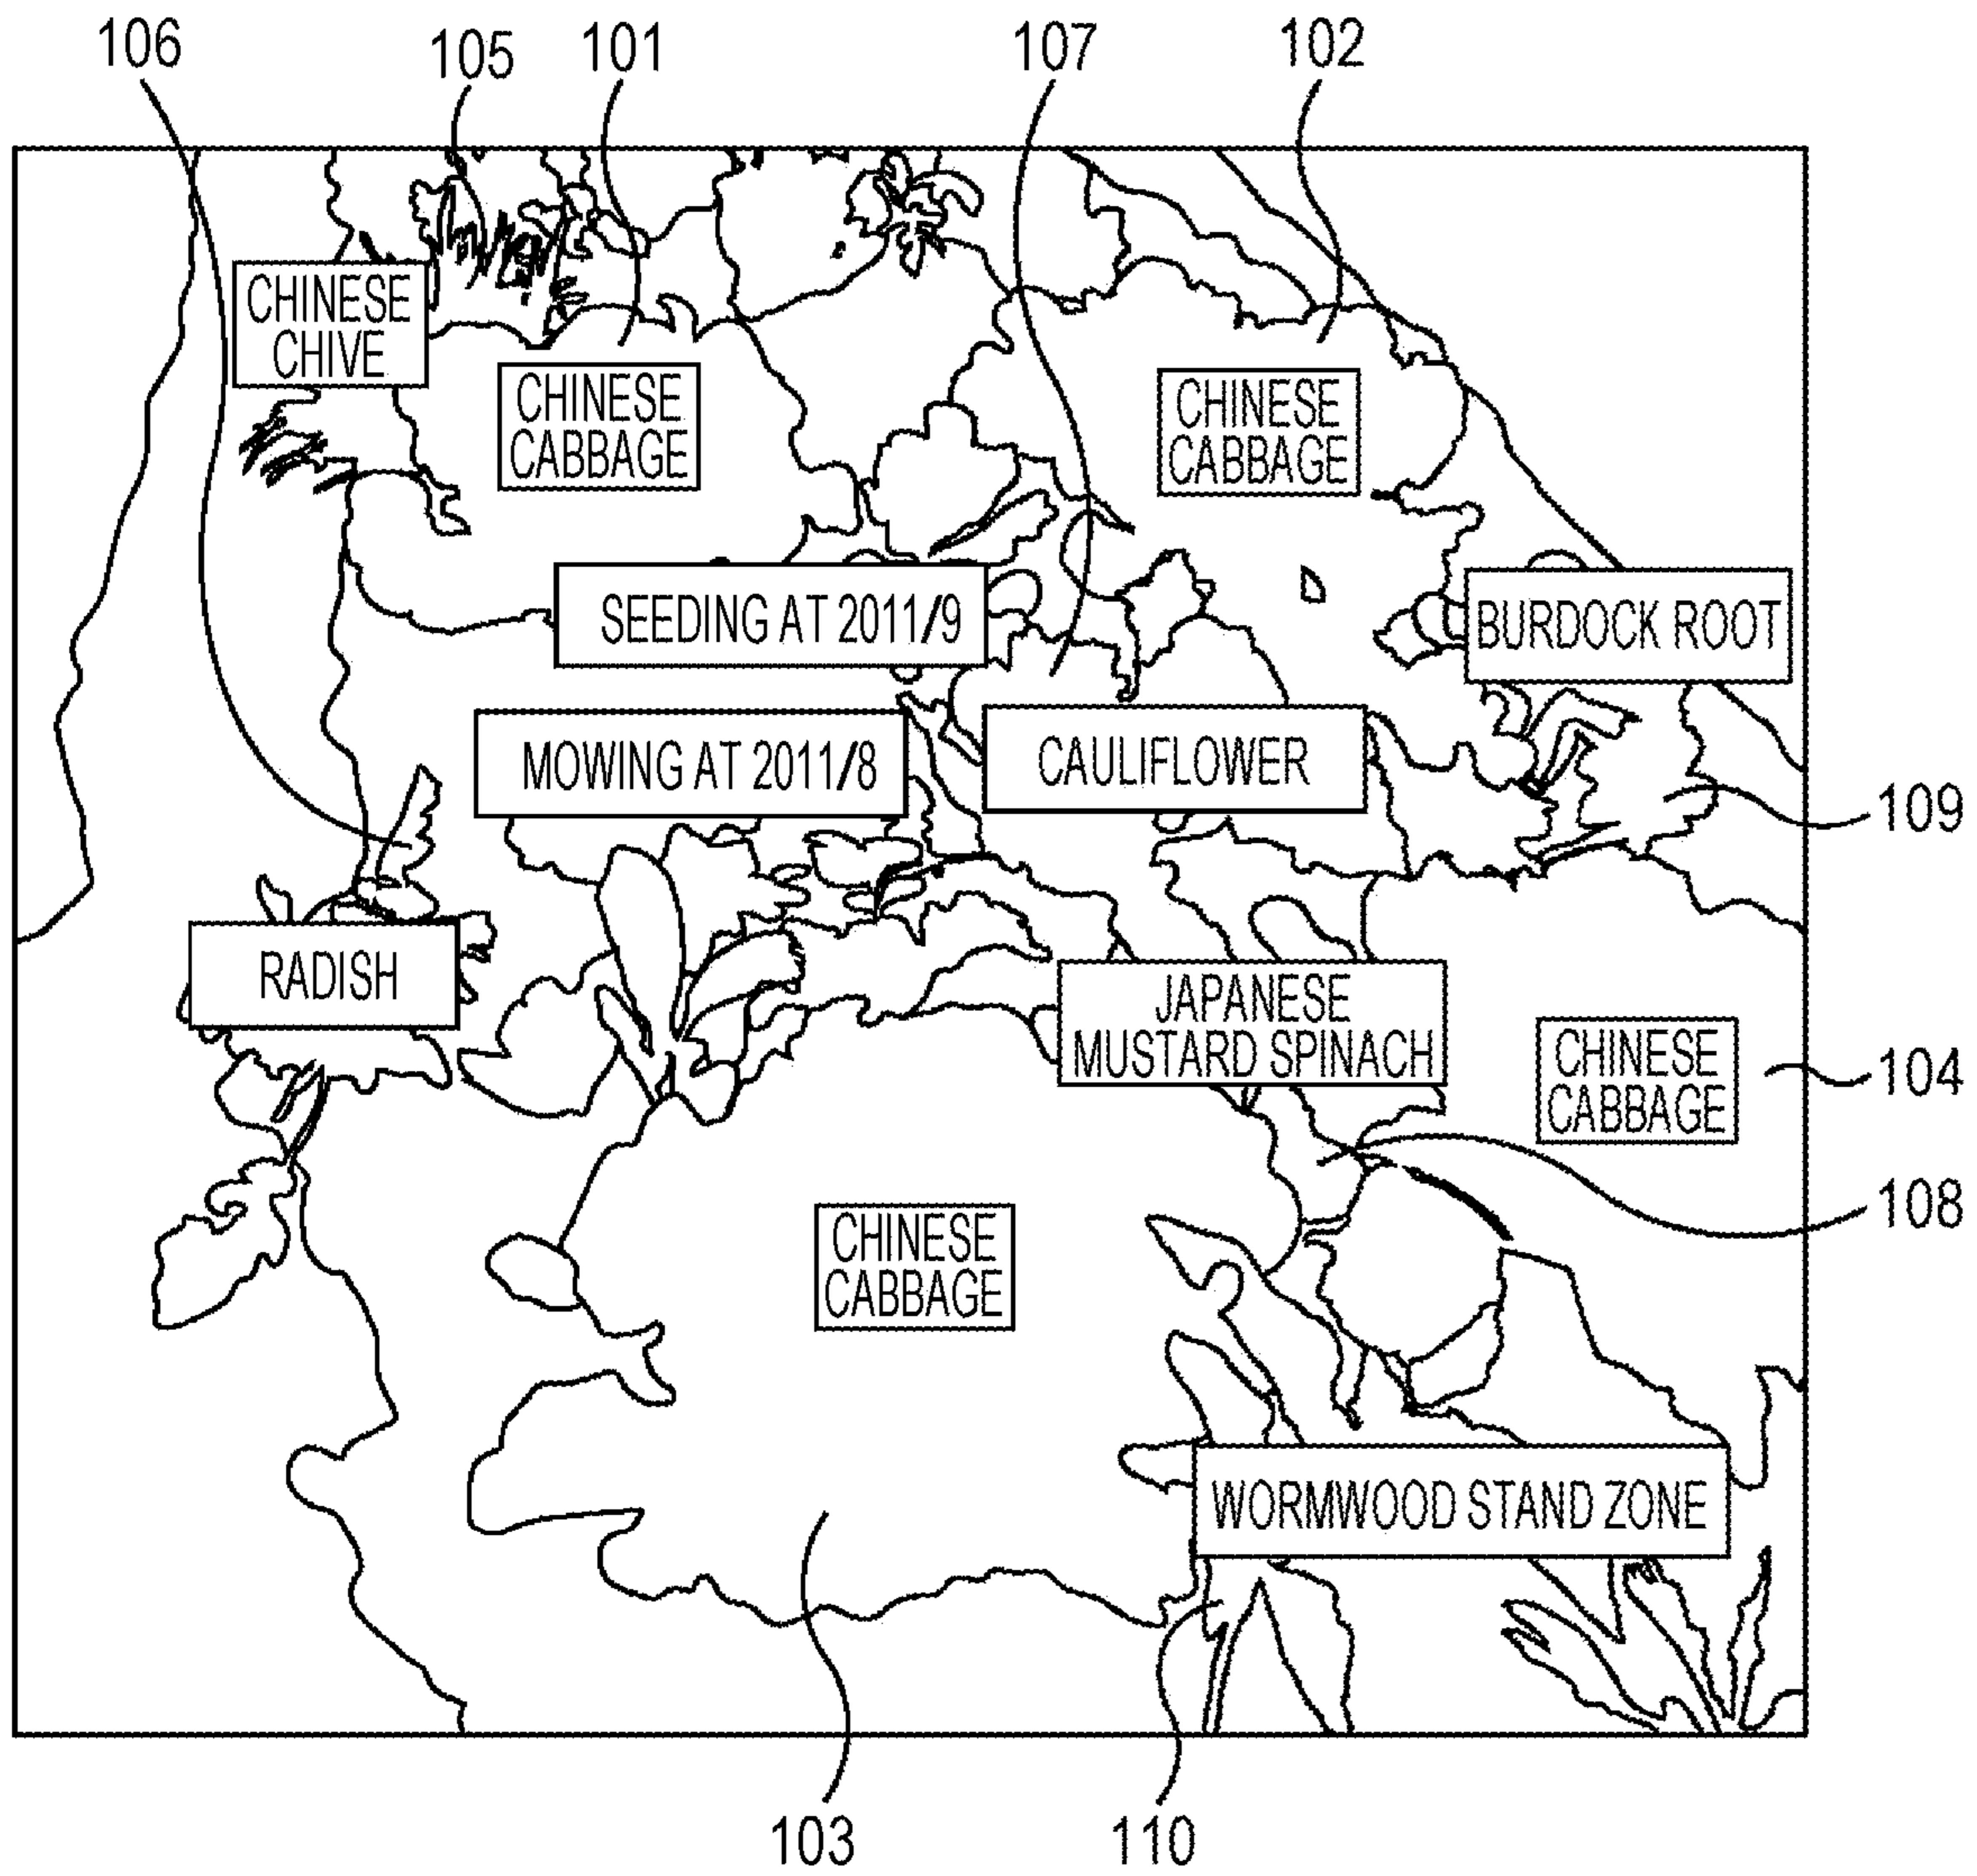 106
105
101
107
102
CHINESE
CHIVE
CHINESE
CABBAGE
CHINESE
CABBAGE
SEEDING AT 2011/9
BURDOCK ROOT
MOWING AT 2011/8
CAULIFLOWER
109
RADISH
JAPANESE
MUSTARD SPINACH
CHINESE
CABBAGE
104
108
CHINESE
CABBAGE
WORMWOOD STAND ZONE
103
110